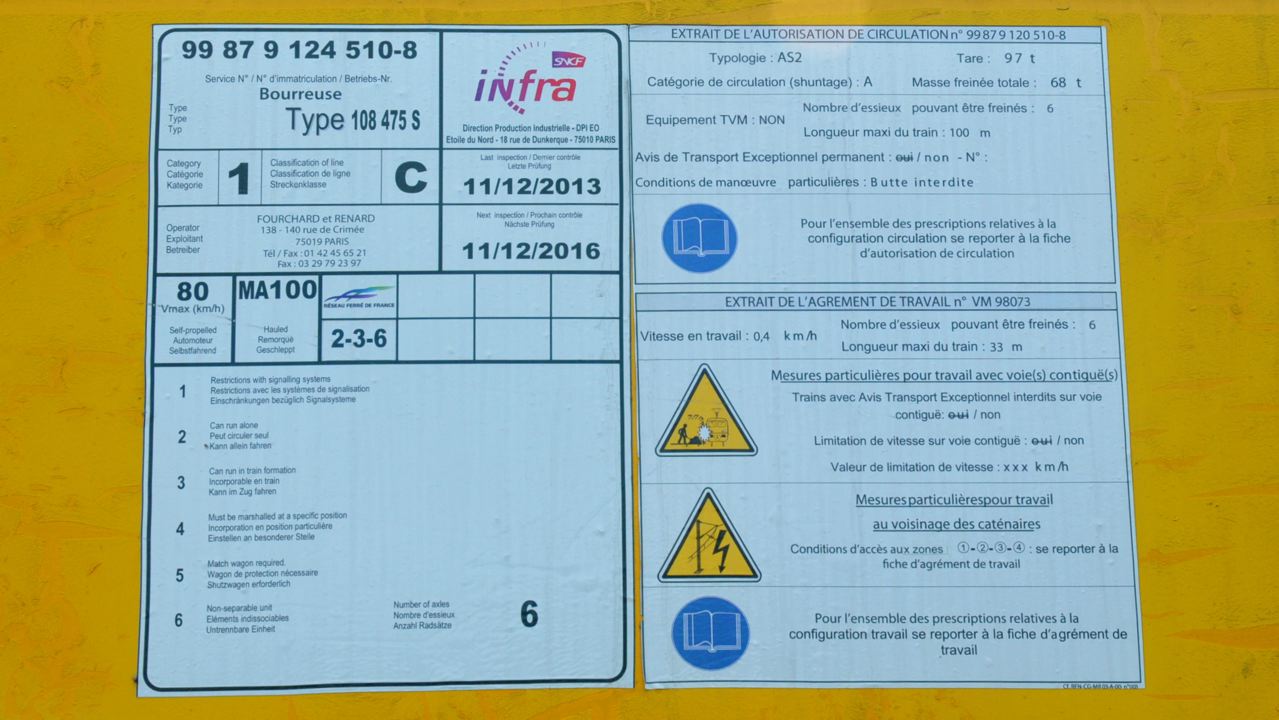 99 87 9 124 510-8
Service N° / N° d'immatriculation / Betriebs-Nr.
Bourreuse
Type
Type
Typ
Type 108 475 S
SNCF
infra
Direction Production industrielle - DPI EO
Etoile du Nord - 18 rue de Dunkerque - 75010 PARIS
Category
Catégorie
Kategorie
1
Classification of line
Classification de ligne
Streckenklasse
C
Last inspection / Dernier contrôle
Letzte Prüfung
11/12/2013
Operator
Exploitant
Betreiber
FOURCHARD et RENARD
138 - 140 rue de Crimée
75019 PARIS
Tél / Fax : 01 42 45 65 21
Fax : 03 29 79 23 97
Next inspection / Prochain contrôle
Nächste Prüfung
11/12/2016
80
Vmax (km/h)
Self-propelled
Automoteur
Selbstfahrend
MA100
Hauled
Remorqué
Geschleppt
RÉSEAU FERRÉ DE FRANCE
2-3-6
1
Restrictions with signalling systems
Restrictions avec les systèmes de signalisation
Einschränkungen bezüglich Signalsysteme
2
Can run alone
Peut circuler seul
Kann allein fahren
3
Can run in train formation
Incorporable en train
Kann im Zug fahren
4
Must be marshalled at a specific position
Incorporation en position particulière
Einstellen an besonderer Stelle
5
Match wagon required.
Wagon de protection nécessaire
Shutzwagen erforderlich
6
Non-separable unit
Eléments indissociables
Untrennbare Einheit
Number of axles
Nombre d'essieux
Anzahl Radsätze
6
EXTRAIT DE L'AUTORISATION DE CIRCULATION n° 99 87 9 120 510-8
Typologie : AS2 Tare : 97 t
Catégorie de circulation (shuntage) : A Masse freinée totale : 68 t
Equipement TVM : NON
Nombre d'essieux pouvant être freinés : 6
Longueur maxi du train : 100 m
Avis de Transport Exceptionnel permanent : oui / non - N° :
Conditions de manœuvre particulières : Butte interdite
Pour l'ensemble des prescriptions relatives à la
configuration circulation se reporter à la fiche
d'autorisation de circulation
EXTRAIT DE L'AGREMENT DE TRAVAIL n° VM 98073
Vitesse en travail : 0,4 km/h
Nombre d'essieux pouvant être freinés : 6
Longueur maxi du train : 33 m
Mesures particulières pour travail avec voie(s) contiguë(s)
Trains avec Avis Transport Exceptionnel interdits sur voie
contiguë: oui / non
Limitation de vitesse sur voie contiguë : oui / non
Valeur de limitation de vitesse : x x x km/h
Mesures particulières pour travail
au voisinage des caténaires
Conditions d'accès aux zones ①-②-③-④ : se reporter à la
fiche d'agrément de travail
Pour l'ensemble des prescriptions relatives à la
configuration travail se reporter à la fiche d'agrément de
travail